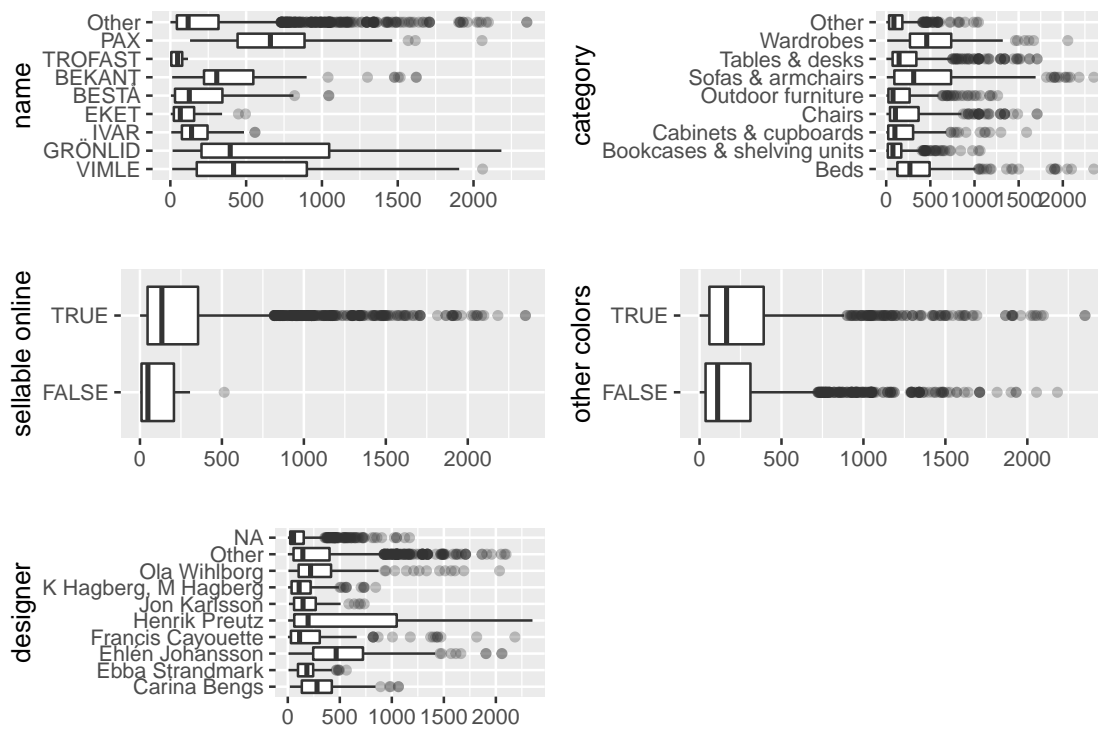 name
Other
PAX
TROFAST
BEKANT
BESTÅ
EKET
IVAR
GRÖNLID
VIMLE
0 500 1000 1500 2000
category
Other
Wardrobes
Tables & desks
Sofas & armchairs
Outdoor furniture
Chairs
Cabinets & cupboards
Bookcases & shelving units
Beds
0 500 1000 1500 2000
sellable online
TRUE
FALSE
0 500 1000 1500 2000
other colors
TRUE
FALSE
0 500 1000 1500 2000
designer
NA
Other
Ola Wihlborg
K Hagberg, M Hagberg
Jon Karlsson
Henrik Preutz
Francis Cayouette
Ehlén Johansson
Ebba Strandmark
Carina Bengs
0 500 1000 1500 2000